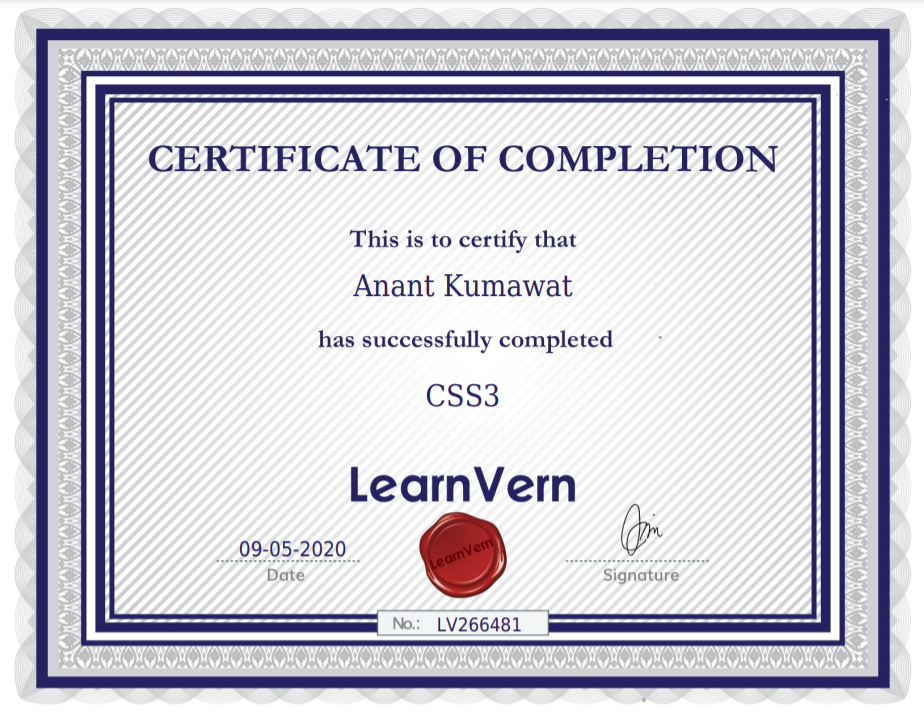 CERTIFICATE OF COMPLETION
This is to certify that
Anant Kumawat
has successfully completed
CSS3
LearnVern
LearnVern
09-05-2020
Date
Signature
No.: LV266481